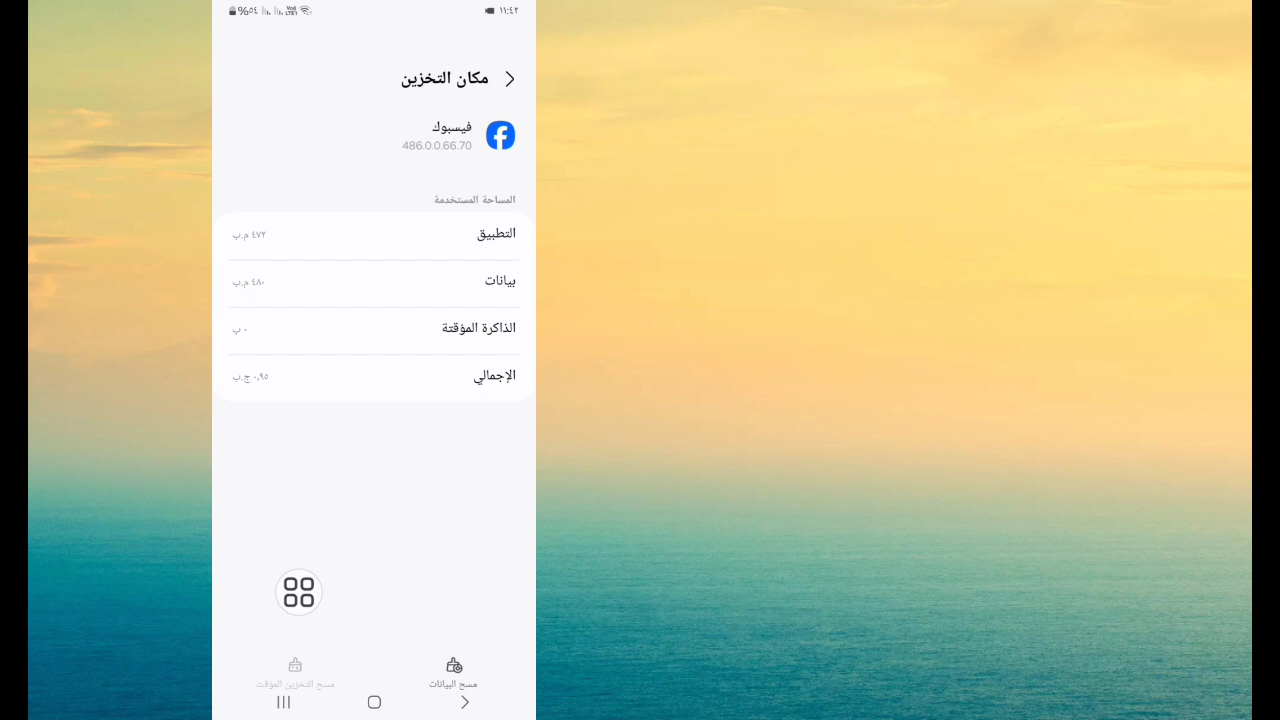 ١١:٤٢
%٥٤
مكان التخزين
فيسبوك
486.0.0.66.70
المساحة المستخدمة
التطبيق ٤٧٢ م.ب
بيانات ٤٨٠ م.ب
الذاكرة المؤقتة ٠ ب
الإجمالي ٠,٩٥ ج.ب
مسح البيانات
مسح التخزين المؤقت